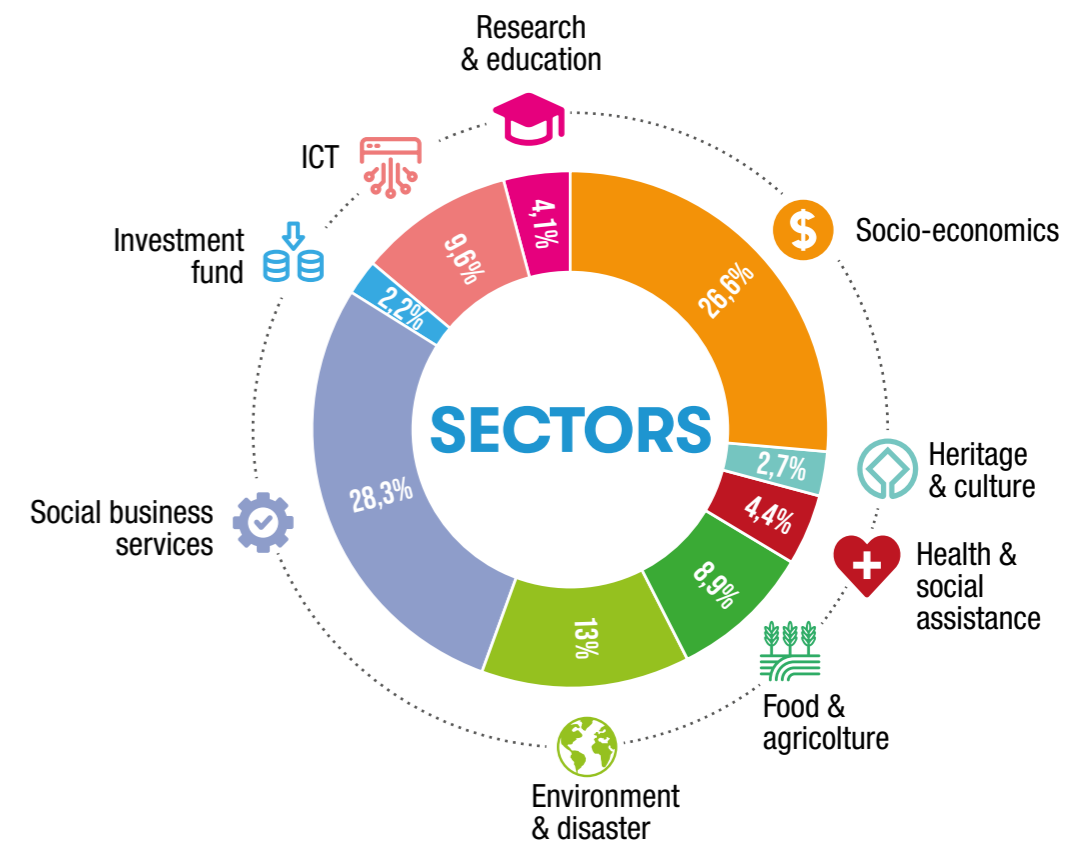 Research
& education
ICT
Investment
fund
Socio-economics
4,1%
9,6%
2,2%
26,6%
SECTORS
Heritage
& culture
2,7%
4,4%
28,3%
Social business
services
Health &
social
assistance
8,9%
13%
Food &
agricolture
Environment
& disaster
$